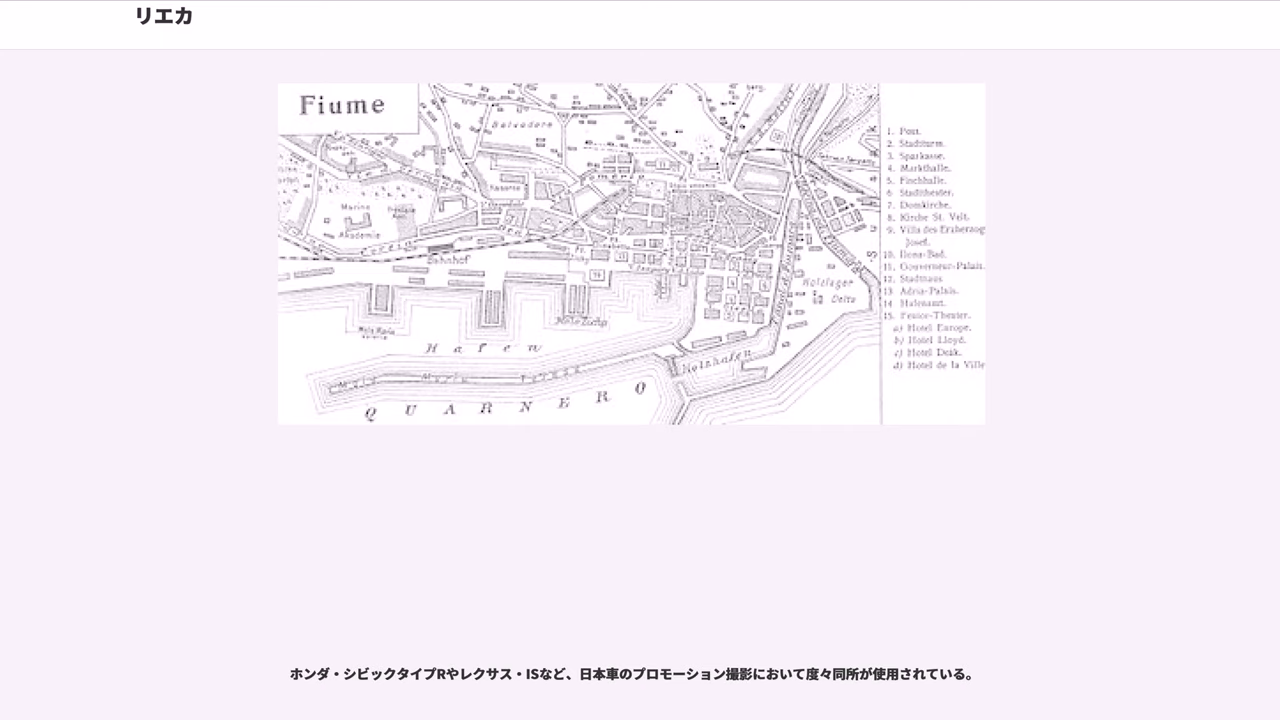 リエカ
Fiume
Belvedere
1. Post.
2. Stadtturm.
3. Sparkasse.
4. Markthalle.
5. Fischhalle.
6 Stadttheater.
7. Domkirche.
8. Kirche St. Veit.
9. Villa des Erzherzog
Josef.
10. Ilona-Bad.
11. Gouverneur-Palais.
12. Stadthaus
13 Adria-Palais.
14 Hafenamt.
15. Fenice-Theater.
a) Hotel Europe.
b) Hotel Lloyd.
c) Hotel Deák.
d) Hotel de la Ville
Marine
Akademie
Bahnhof
Holzlager
Delta
Hafen
Holzhafen
QUARNERO
ホンダ・シビックタイプRやレクサス・ISなど、日本車のプロモーション撮影において度々同所が使用されている。